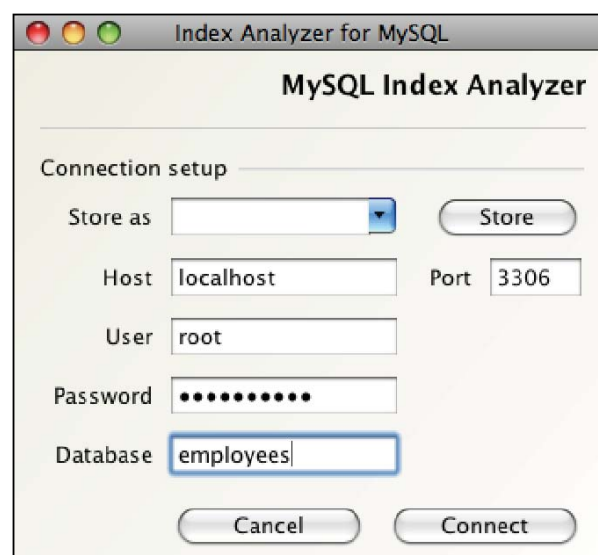 Index Analyzer for MySQL
MySQL Index Analyzer
Connection setup
Store as Store
Host localhost Port 3306
User root
Password ••••••••••
Database employees
Cancel Connect